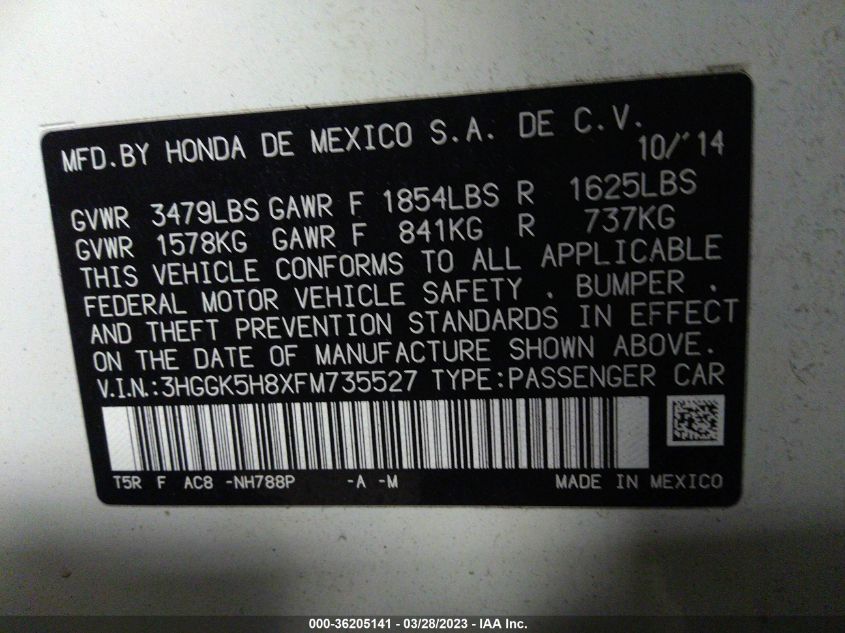 MFD.BY HONDA DE MEXICO S.A. DE C.V.
10/'14
GVWR 3479LBS GAWR F 1854LBS R 1625LBS
GVWR 1578KG GAWR F 841KG R 737KG
THIS VEHICLE CONFORMS TO ALL APPLICABLE
FEDERAL MOTOR VEHICLE SAFETY . BUMPER .
AND THEFT PREVENTION STANDARDS IN EFFECT
ON THE DATE OF MANUFACTURE SHOWN ABOVE.
V.I.N.:3HGGK5H8XFM735527 TYPE:PASSENGER CAR
T5R F AC8 -NH788P -A -M MADE IN MEXICO
000-36205141 - 03/28/2023 - IAA Inc.